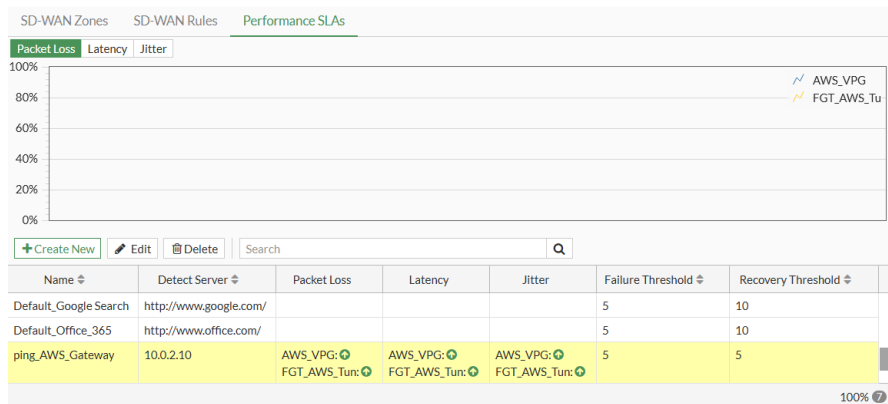 SD-WAN Zones SD-WAN Rules Performance SLAs
Packet Loss Latency Jitter
100%
AWS_VPG
80%
FGT_AWS_Tu
60%
40%
20%
0%
Create New Edit Delete Search
Name Detect Server Packet Loss Latency Jitter Failure Threshold Recovery Threshold
Default_Google Search http://www.google.com/ 5 10
Default_Office_365 http://www.office.com/ 5 10
ping_AWS_Gateway 10.0.2.10 AWS_VPG: AWS_VPG: AWS_VPG: 5 5
FGT_AWS_Tun: FGT_AWS_Tun: FGT_AWS_Tun:
100% 7